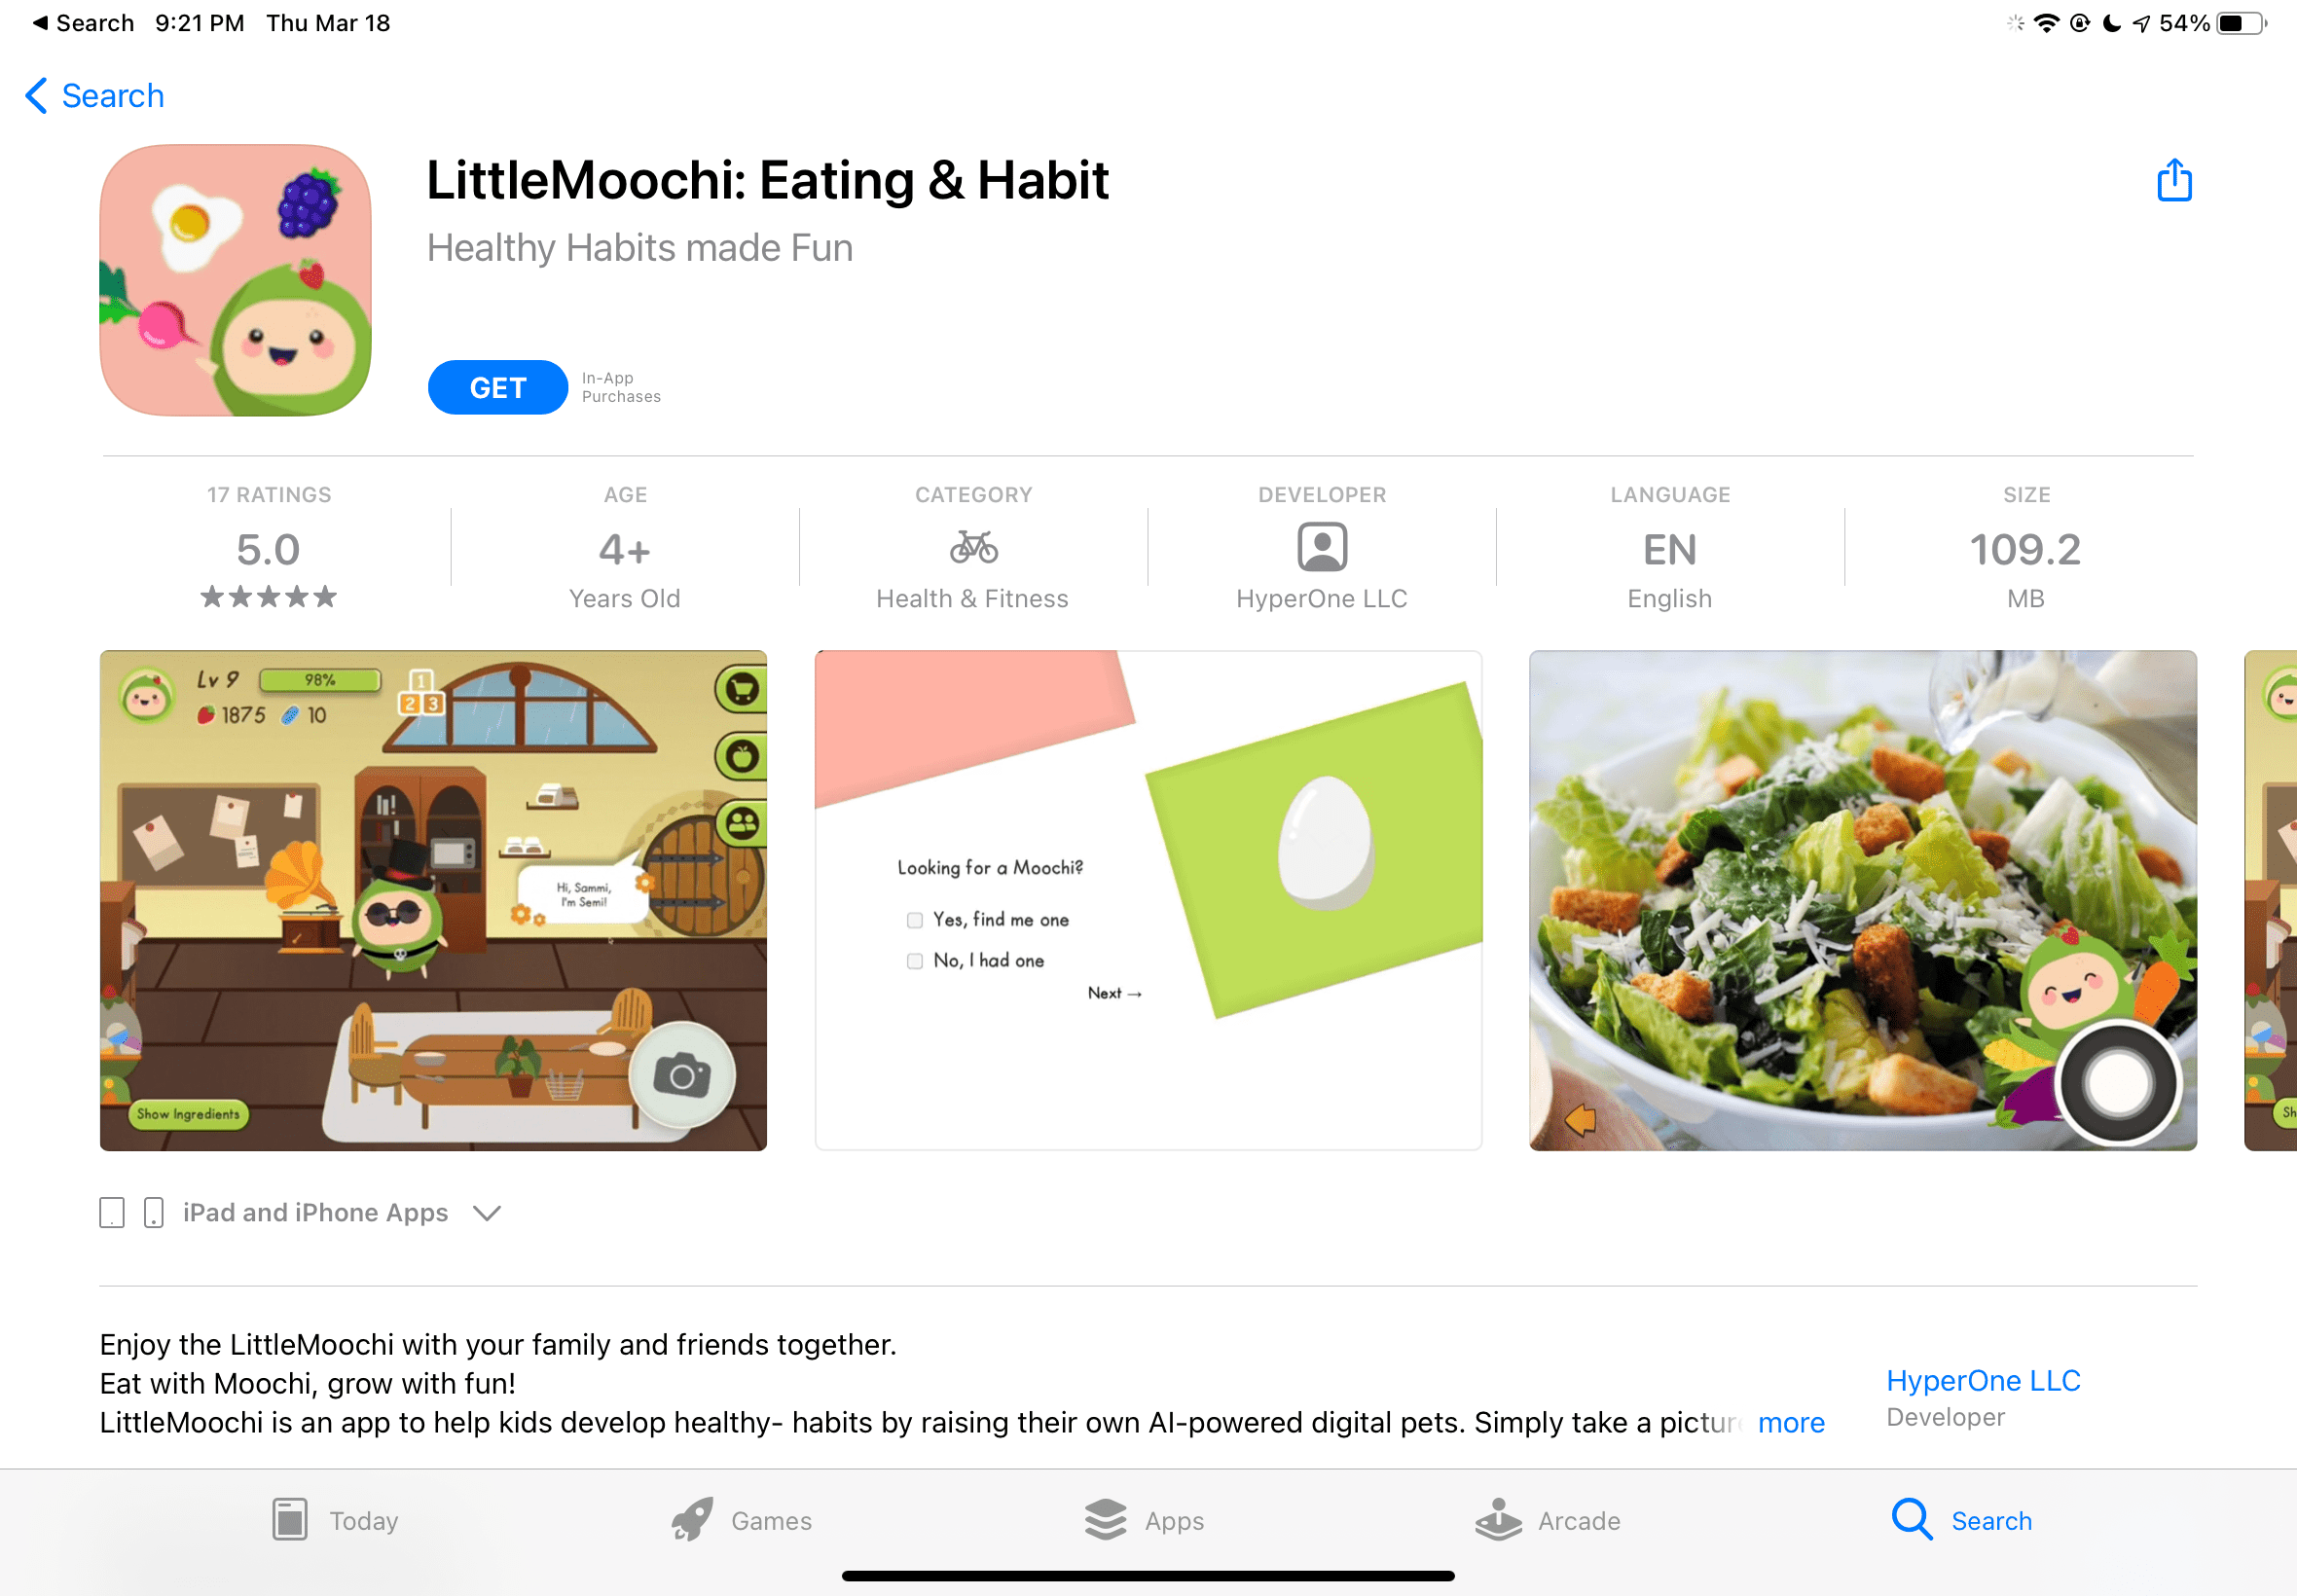 Search 9:21 PM Thu Mar 18
54%
Search
LittleMoochi: Eating & Habit
Healthy Habits made Fun
GET
In-App
Purchases
17 RATINGS
5.0
AGE
4+
Years Old
CATEGORY
Health & Fitness
DEVELOPER
HyperOne LLC
LANGUAGE
EN
English
SIZE
109.2
MB
Lv 9
98%
1875
10
1
2 3
Hi, Sammi,
I'm Semi!
Show Ingredients
Looking for a Moochi?
Yes, find me one
No, I had one
Next →
Sh
iPad and iPhone Apps
Enjoy the LittleMoochi with your family and friends together.
Eat with Moochi, grow with fun!
LittleMoochi is an app to help kids develop healthy- habits by raising their own AI-powered digital pets. Simply take a picture more
HyperOne LLC
Developer
Today
Games
Apps
Arcade
Search